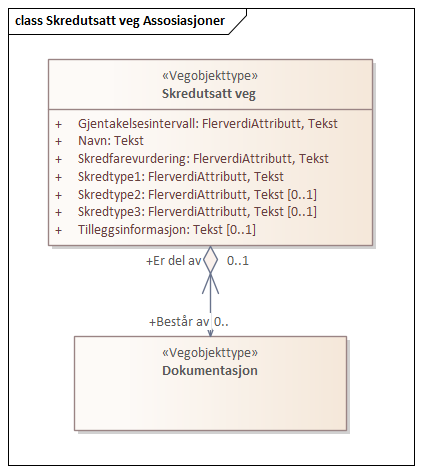 class Skredutsatt veg Assosiasjoner
«Vegobjekttype»
Skredutsatt veg
+ Gjentakelsesintervall: FlerverdiAttributt, Tekst
+ Navn: Tekst
+ Skredfarevurdering: FlerverdiAttributt, Tekst
+ Skredtype1: FlerverdiAttributt, Tekst
+ Skredtype2: FlerverdiAttributt, Tekst [0..1]
+ Skredtype3: FlerverdiAttributt, Tekst [0..1]
+ Tilleggsinformasjon: Tekst [0..1]
+Er del av 0..1
+Består av 0..
«Vegobjekttype»
Dokumentasjon